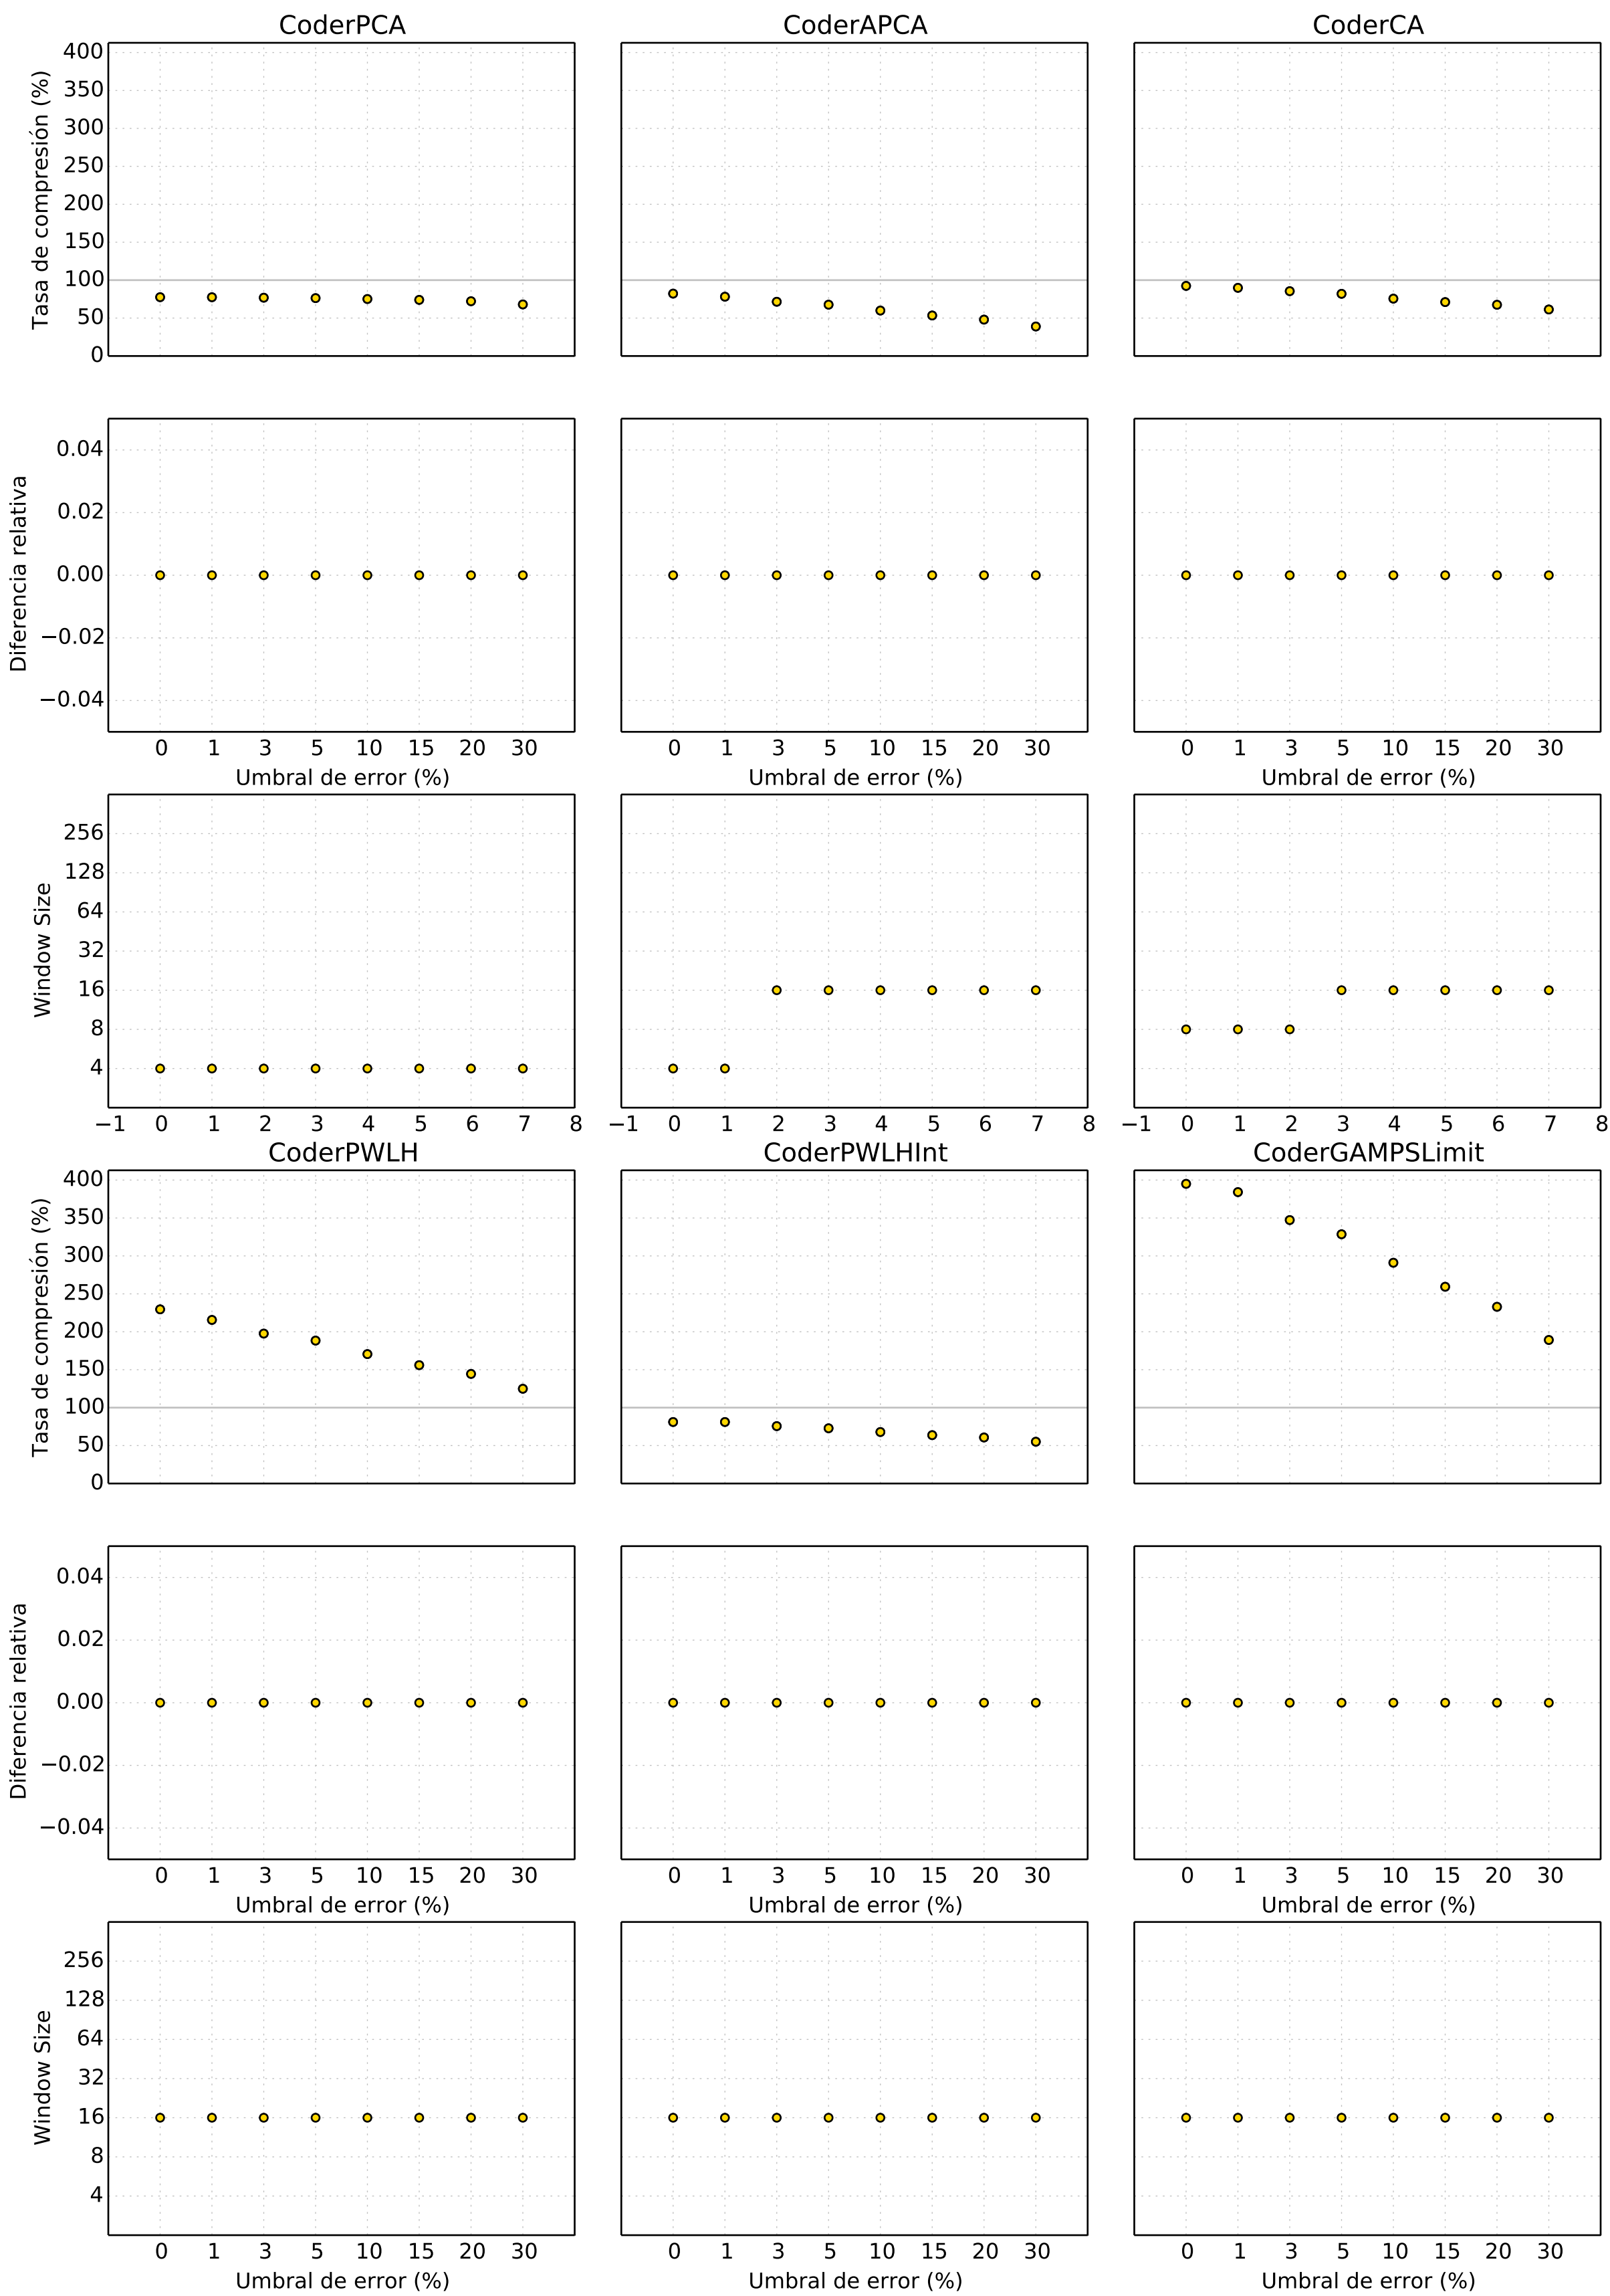 CoderPCA CoderAPCA CoderCA
Tasa de compresión (%)
400
350
300
250
200
150
100
50
0
Diferencia relativa
0.04
0.02
0.00
−0.02
−0.04
0 1 3 5 10 15 20 30 0 1 3 5 10 15 20 30 0 1 3 5 10 15 20 30
Umbral de error (%) Umbral de error (%) Umbral de error (%)
Window Size
256
128
64
32
16
8
4
−1 0 1 2 3 4 5 6 7 8 −1 0 1 2 3 4 5 6 7 8 −1 0 1 2 3 4 5 6 7 8
CoderPWLH CoderPWLHInt CoderGAMPSLimit
Tasa de compresión (%)
400
350
300
250
200
150
100
50
0
Diferencia relativa
0.04
0.02
0.00
−0.02
−0.04
0 1 3 5 10 15 20 30 0 1 3 5 10 15 20 30 0 1 3 5 10 15 20 30
Umbral de error (%) Umbral de error (%) Umbral de error (%)
Window Size
256
128
64
32
16
8
4
0 1 3 5 10 15 20 30 0 1 3 5 10 15 20 30 0 1 3 5 10 15 20 30
Umbral de error (%) Umbral de error (%) Umbral de error (%)